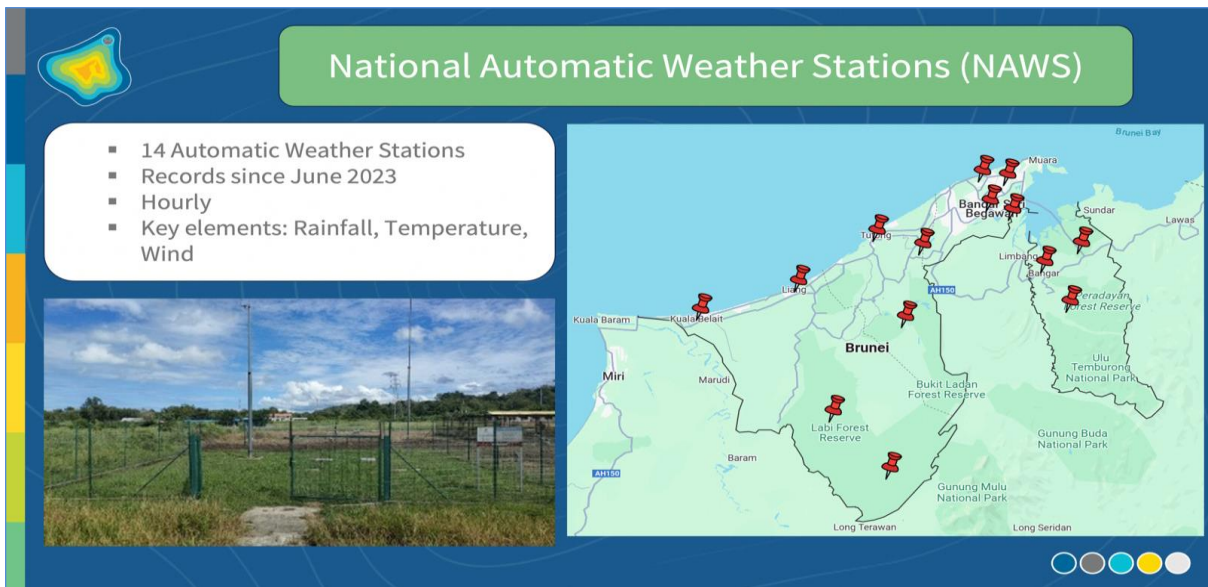 National Automatic Weather Stations (NAWS)
▪ 14 Automatic Weather Stations
▪ Records since June 2023
▪ Hourly
▪ Key elements: Rainfall, Temperature,
Wind
Brunei Bay
Muara
Bandar Seri
Begawan
Sundar
Lawas
Tutong
Limbang
Bangar
AH150
Liang
Peradayan
Forest Reserve
Kuala Baram
Kuala Belait
Brunei
Ulu
Temburong
National Park
Miri
Marudi
Bukit Ladan
Forest Reserve
Labi Forest
Reserve
Gunung Buda
National Park
Baram
AH150
Gunung Mulu
National Park
Long Terawan
Long Seridan